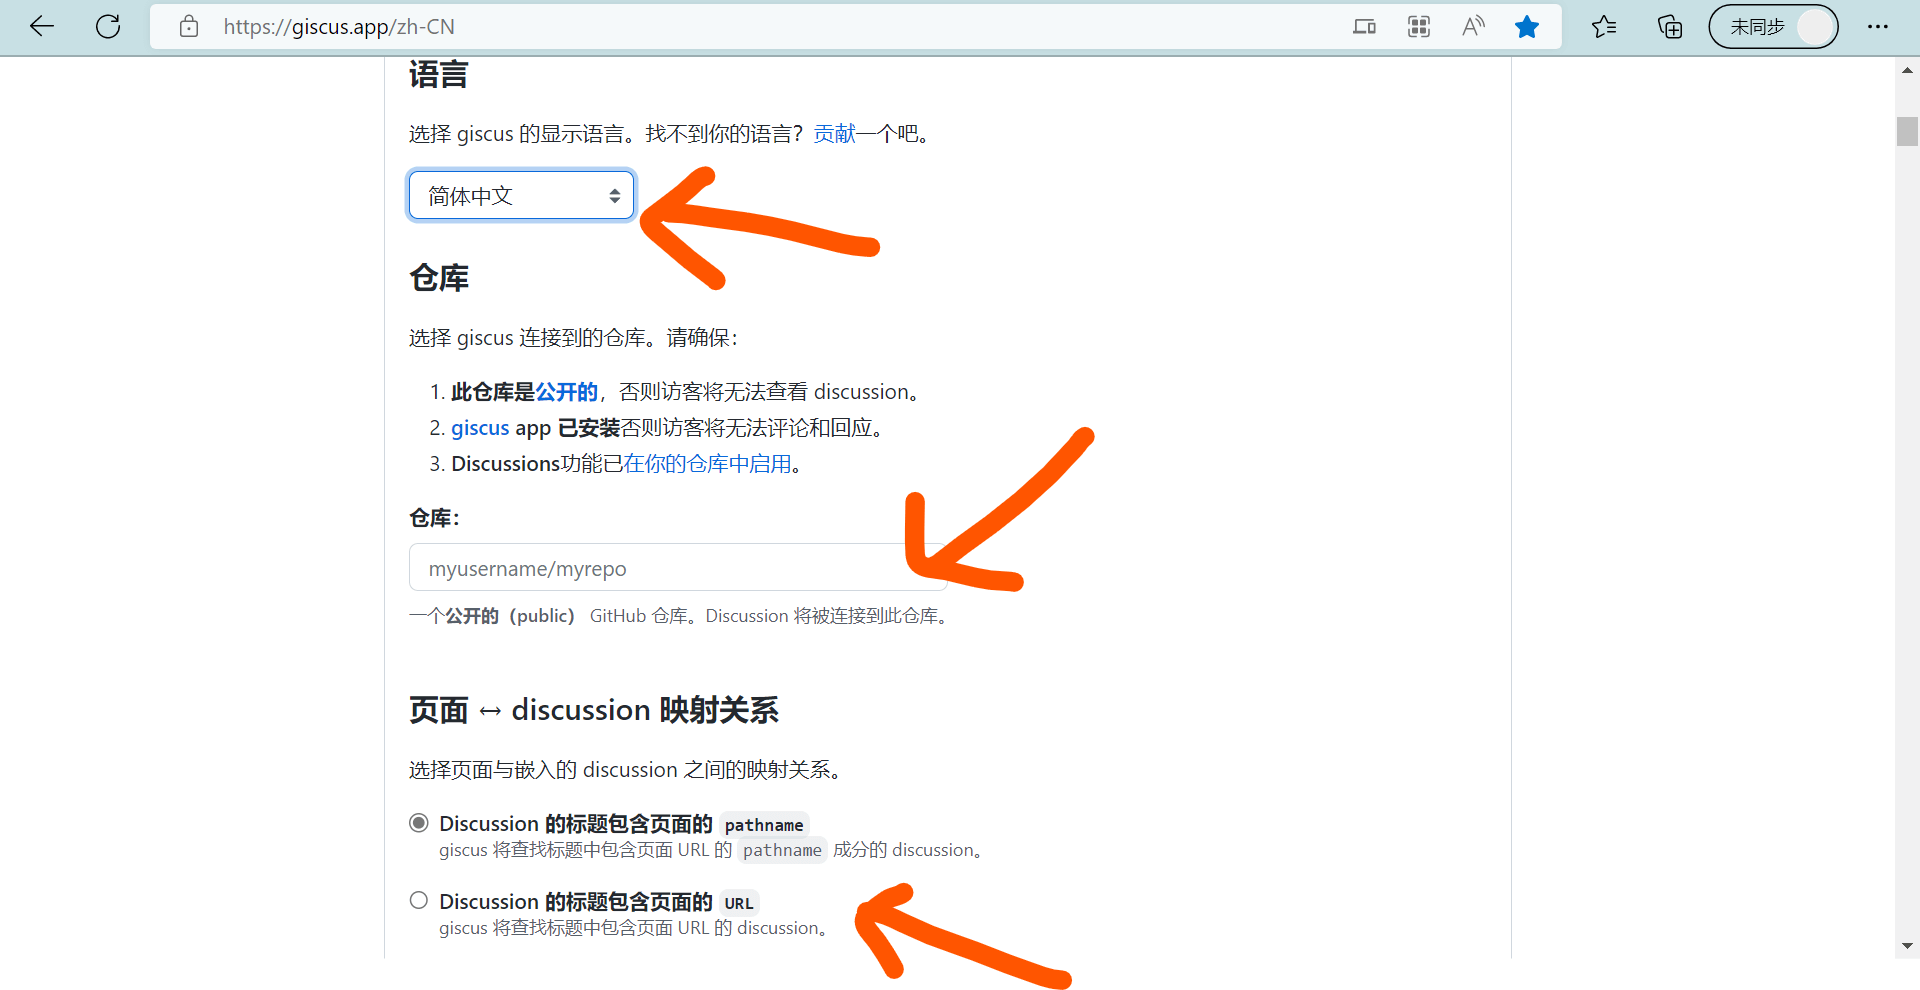 https://giscus.app/zh-CN
未同步
语言
选择 giscus 的显示语言。找不到你的语言？贡献一个吧。
简体中文
仓库
选择 giscus 连接到的仓库。请确保：
1. 此仓库是公开的，否则访客将无法查看 discussion。
2. giscus app 已安装否则访客将无法评论和回应。
3. Discussions功能已在你的仓库中启用。
仓库：
myusername/myrepo
一个公开的（public） GitHub 仓库。Discussion 将被连接到此仓库。
页面 ↔ discussion 映射关系
选择页面与嵌入的 discussion 之间的映射关系。
Discussion 的标题包含页面的 pathname
giscus 将查找标题中包含页面 URL 的 pathname 成分的 discussion。
Discussion 的标题包含页面的 URL
giscus 将查找标题中包含页面 URL 的 discussion。